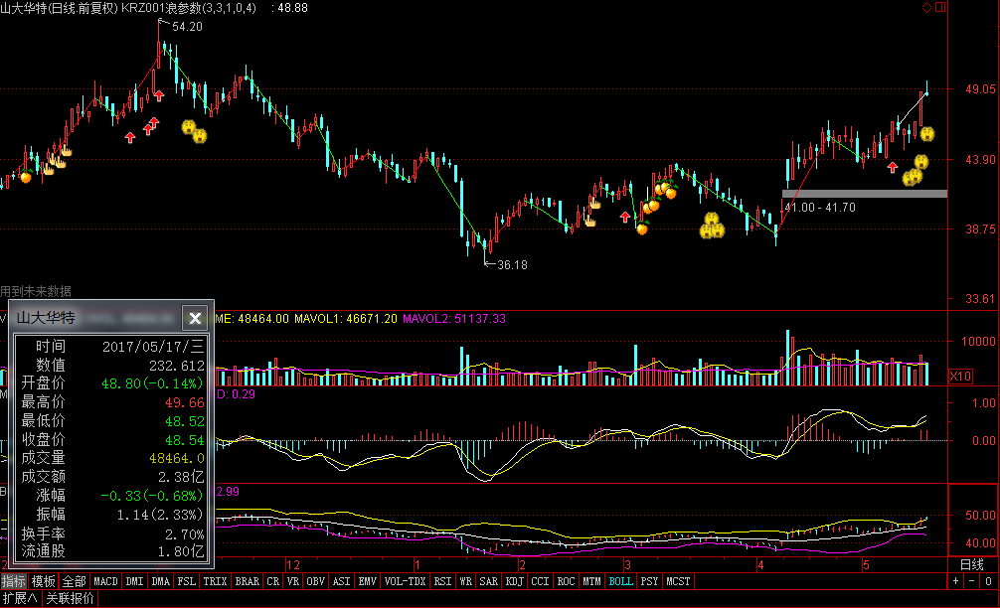 山大华特(日线.前复权) KRZ001浪参数(3,3,1,0,4) : 48.88
54.20
49.05
43.90
41.00 - 41.70
38.75
36.18
用到未来数据
33.61
山大华特
ME: 48464.00 MAVOL1: 46671.20 MAVOL2: 51137.33
时间 2017/05/17/三
数值 232.612
开盘价 48.80(-0.14%)
最高价 49.66
最低价 48.52
收盘价 48.54
成交量 48464.0
成交额 2.38亿
涨幅 -0.33(-0.68%)
振幅 1.14(2.33%)
换手率 2.70%
流通股 1.80亿
10000
X10
D: 0.29
1.00
0.00
2.99
50.00
40.00
2 12 1 2 3 4 5 日线
指标 模板 全部 MACD DMI DMA FSL TRIX BRAR CR VR OBV ASI EMV VOL-TDX RSI WR SAR KDJ CCI ROC MTM BOLL PSY MCST + - 0
扩展∧ 关联报价